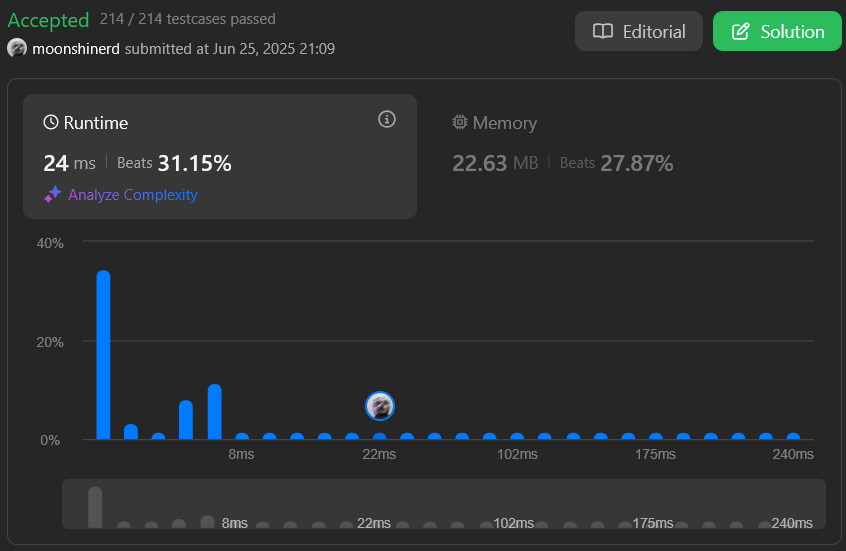 Accepted 214 / 214 testcases passed
moonshinerd submitted at Jun 25, 2025 21:09
Editorial
Solution
Runtime
24 ms | Beats 31.15%
Analyze Complexity
Memory
22.63 MB | Beats 27.87%
40%
20%
0%
8ms 22ms 102ms 175ms 240ms
8ms 22ms 102ms 175ms 240ms